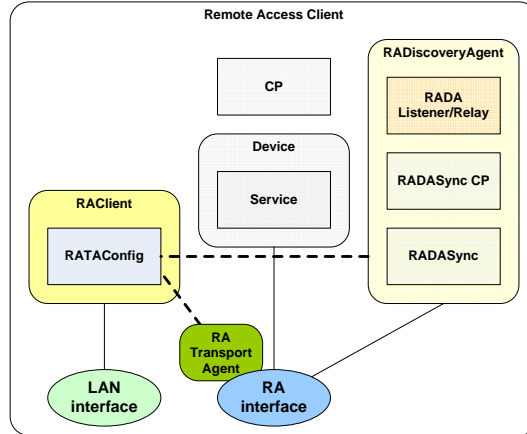 Remote Access Client
RADiscoveryAgent
CP
RADA
Listener/Relay
Device
RADASync CP
RAClient
Service
RATAConfig
RADASync
RA
Transport
Agent
LAN
interface
RA
interface